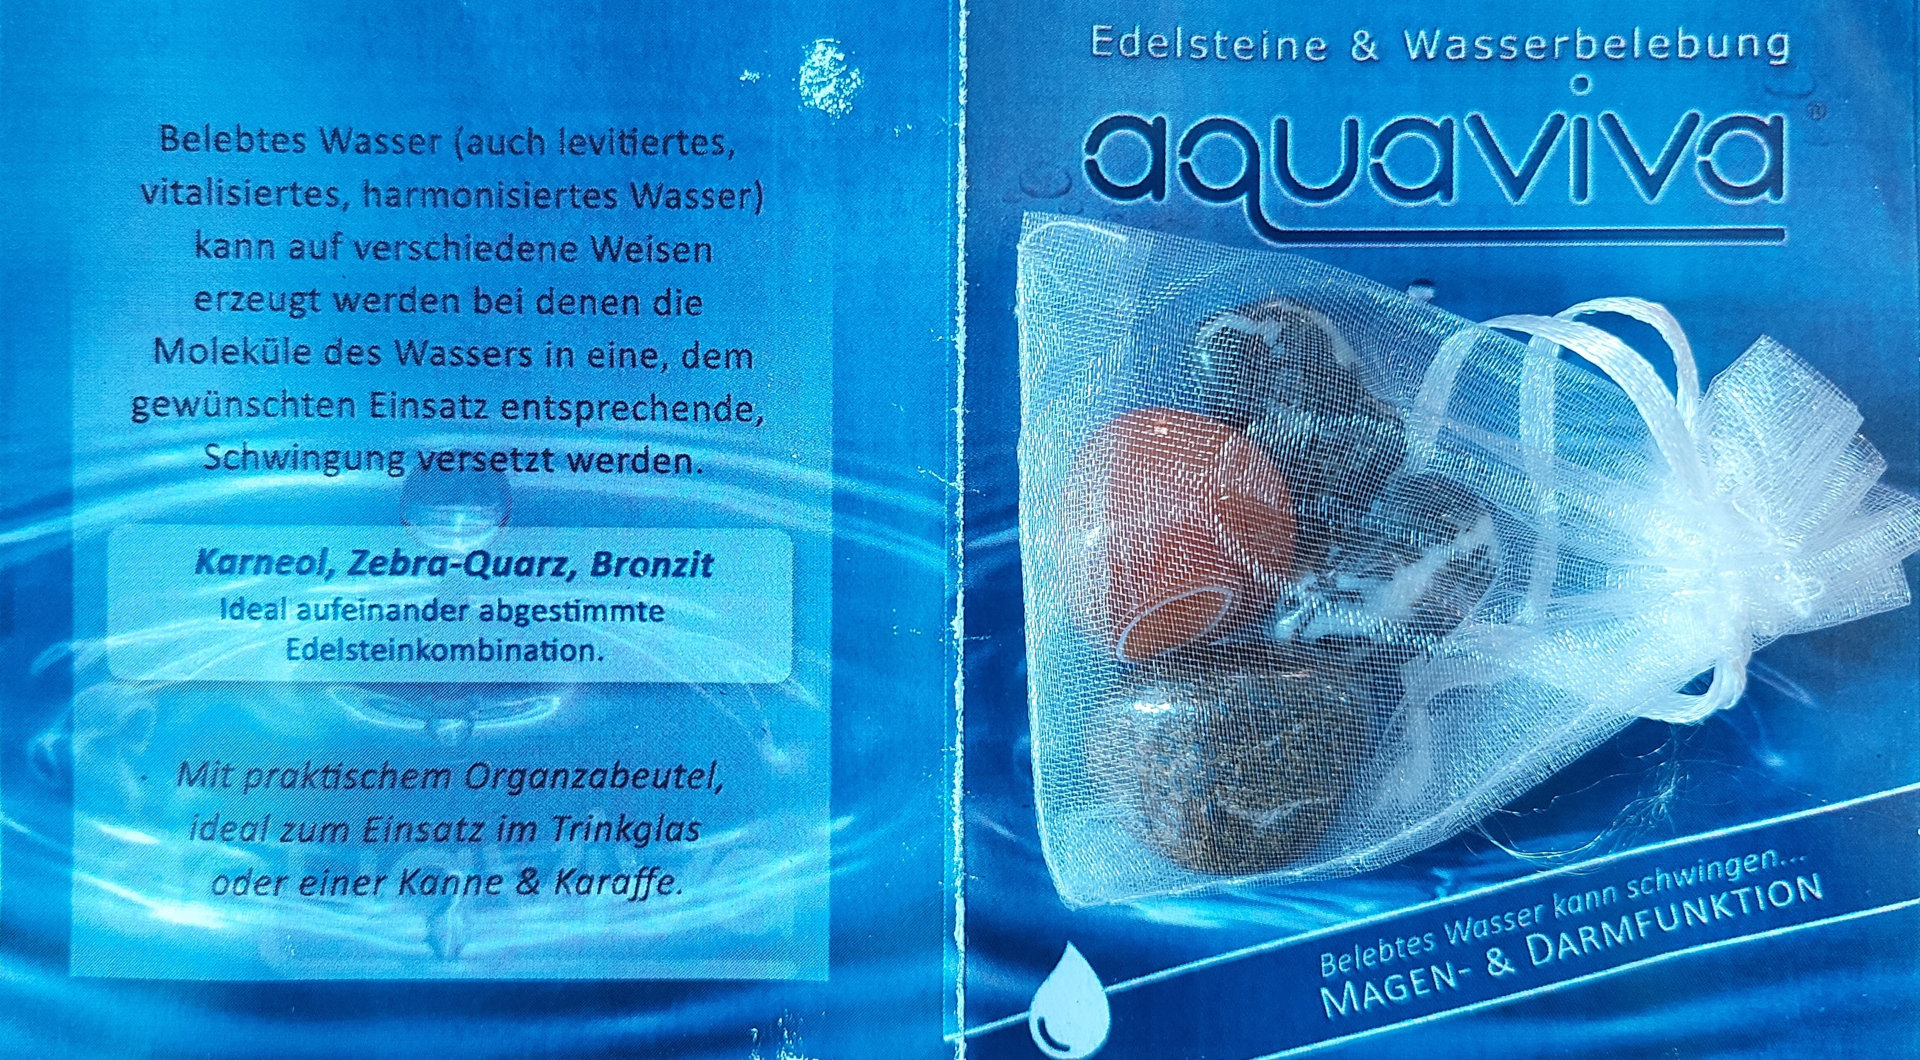 Belebtes Wasser (auch levitiertes,
vitalisiertes, harmonisiertes Wasser)
kann auf verschiedene Weisen
erzeugt werden bei denen die
Moleküle des Wassers in eine, dem
gewünschten Einsatz entsprechende,
Schwingung versetzt werden.
Karneol, Zebra-Quarz, Bronzit
Ideal aufeinander abgestimmte
Edelsteinkombination.
Mit praktischem Organzabeutel,
ideal zum Einsatz im Trinkglas
oder einer Kanne & Karaffe.
Edelsteine & Wasserbelebung
aquaviva®
Belebtes Wasser kann schwingen...
MAGEN- & DARMFUNKTION